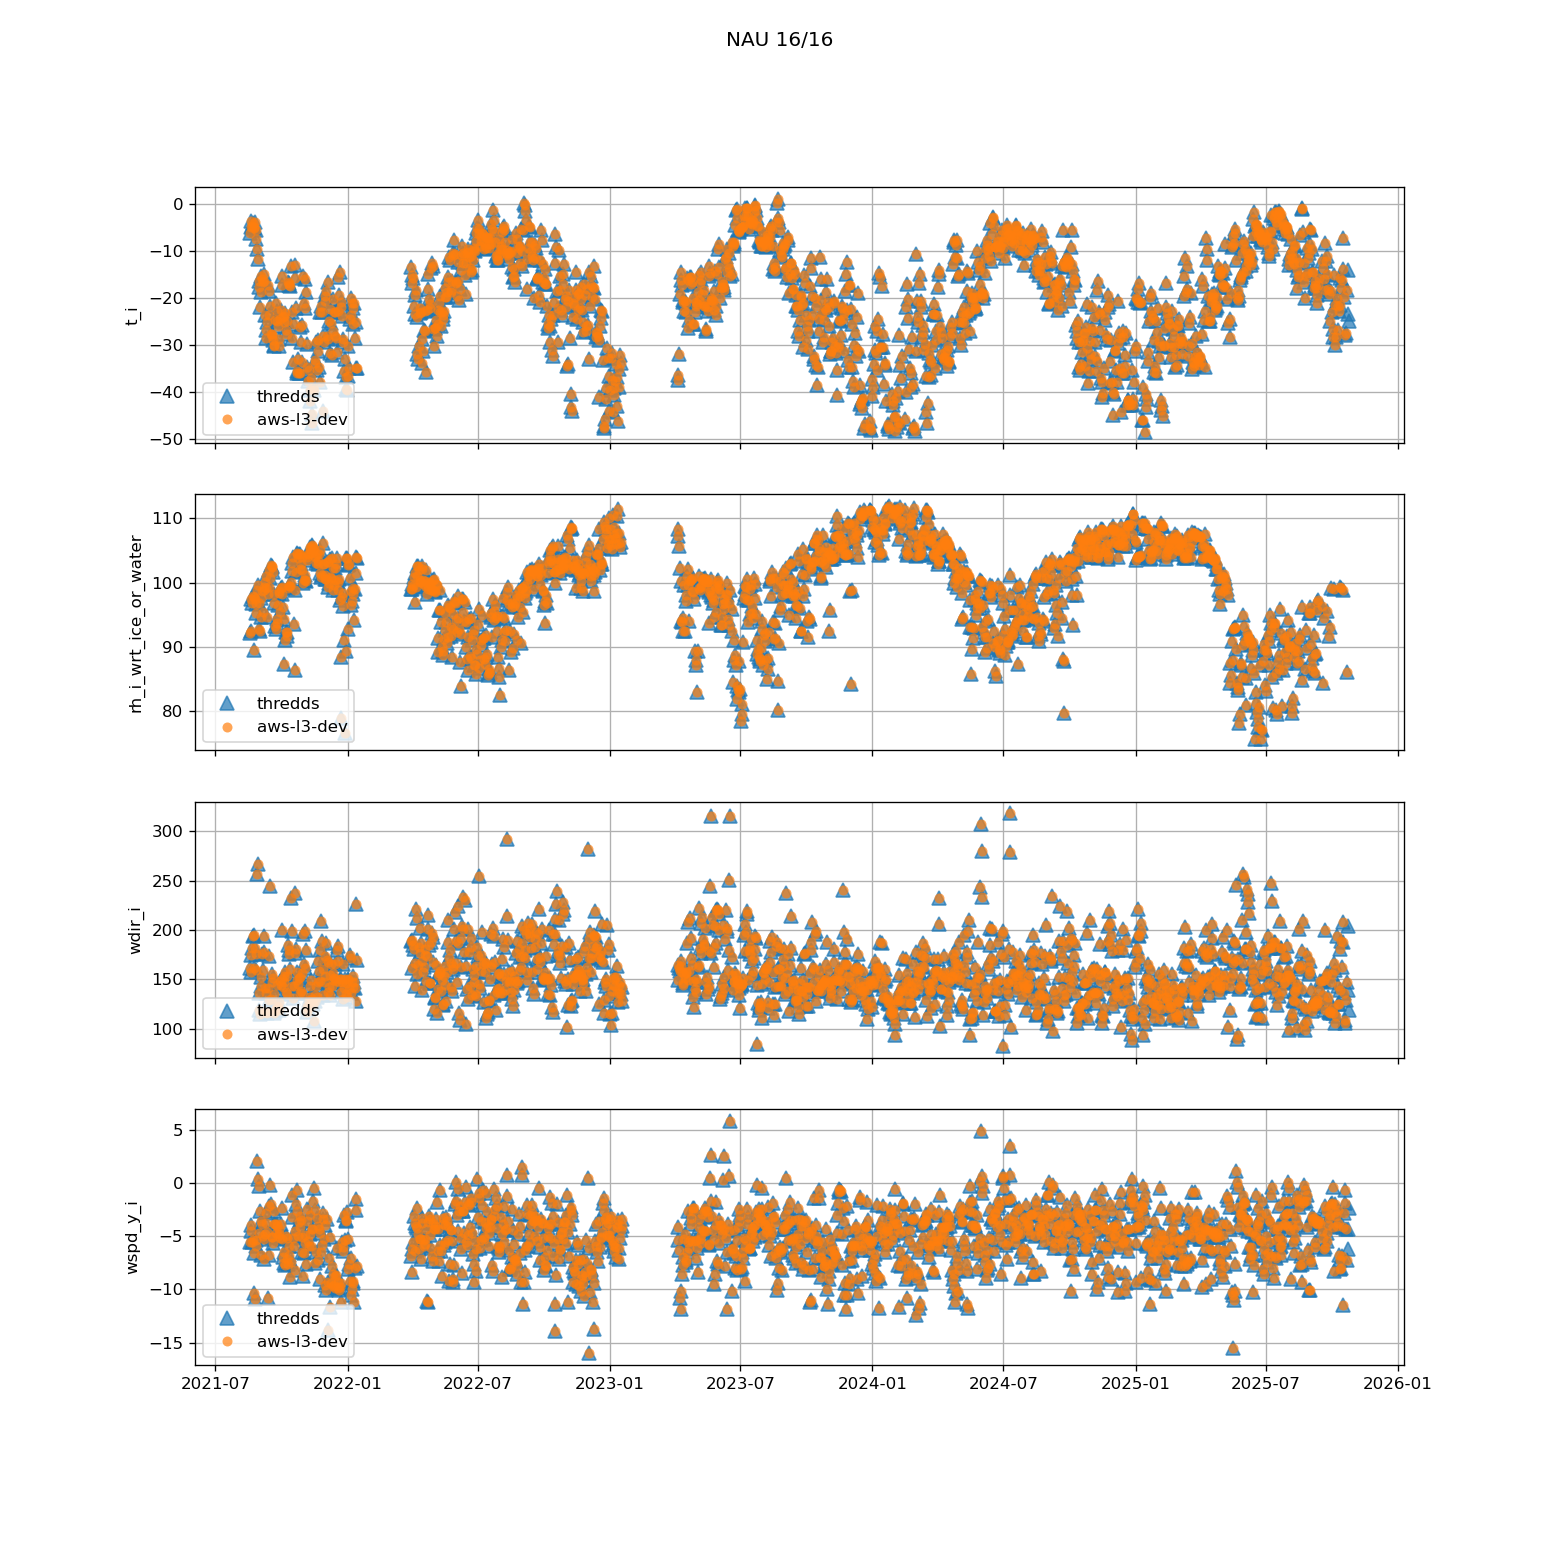 NAU 16/16
0
−10
−20
−30
−40
−50
t_i
thredds
aws-l3-dev
110
100
90
80
rh_i_wrt_ice_or_water
thredds
aws-l3-dev
300
250
200
150
100
wdir_i
thredds
aws-l3-dev
5
0
−5
−10
−15
wspd_y_i
thredds
aws-l3-dev
2021-07 2022-01 2022-07 2023-01 2023-07 2024-01 2024-07 2025-01 2025-07 2026-01